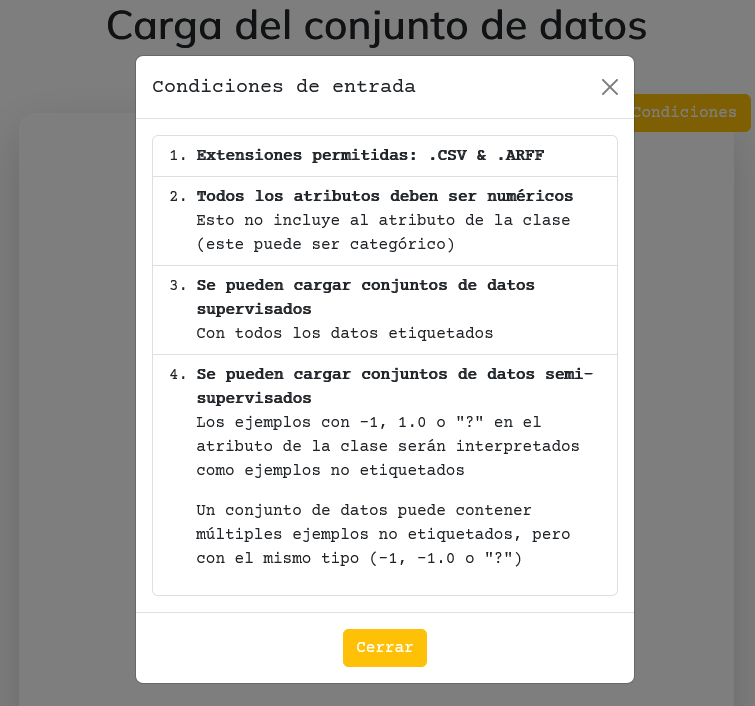 Carga del conjunto de datos
Condiciones de entrada
Condiciones
1. Extensiones permitidas: .CSV & .ARFF
2. Todos los atributos deben ser numéricos
Esto no incluye al atributo de la clase
(este puede ser categórico)
3. Se pueden cargar conjuntos de datos
supervisados
Con todos los datos etiquetados
4. Se pueden cargar conjuntos de datos semi-
supervisados
Los ejemplos con -1, 1.0 o "?" en el
atributo de la clase serán interpretados
como ejemplos no etiquetados
Un conjunto de datos puede contener
múltiples ejemplos no etiquetados, pero
con el mismo tipo (-1, -1.0 o "?")
Cerrar